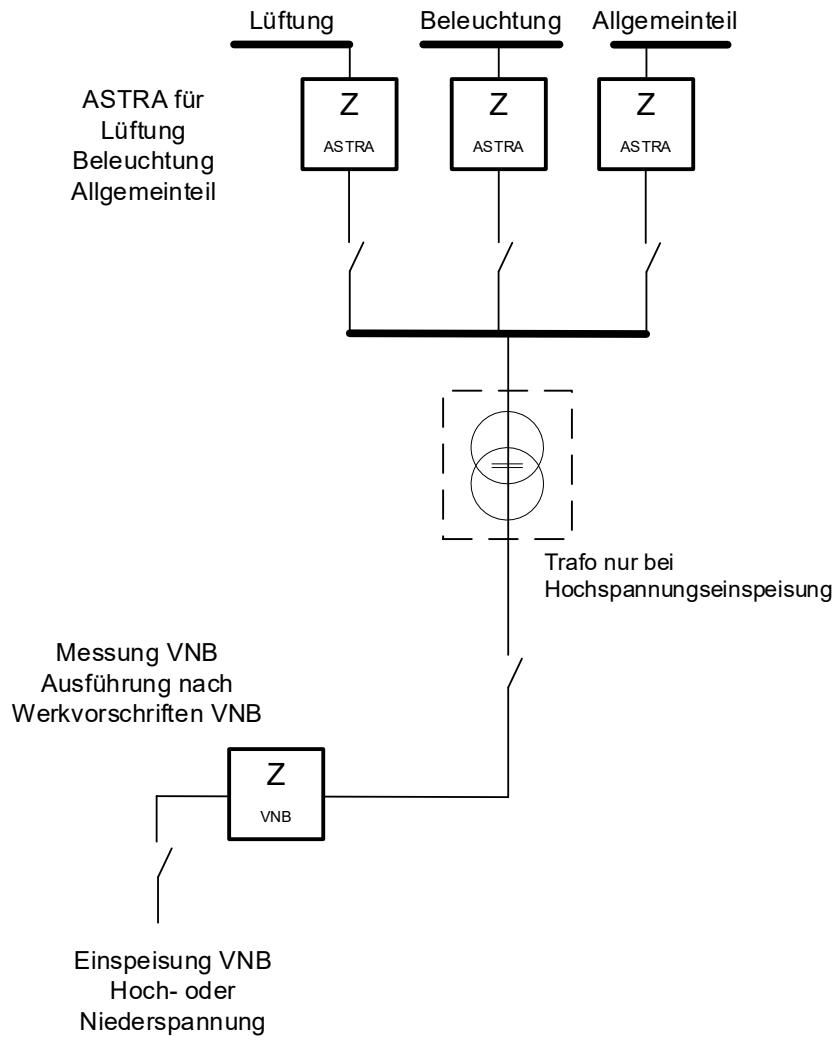 Lüftung
Beleuchtung
Allgemeinteil
ASTRA für
Lüftung
Beleuchtung
Allgemeinteil
Z
ASTRA
Z
ASTRA
Z
ASTRA
Trafo nur bei
Hochspannungseinspeisung
Messung VNB
Ausführung nach
Werkvorschriften VNB
Z
VNB
Einspeisung VNB
Hoch- oder
Niederspannung